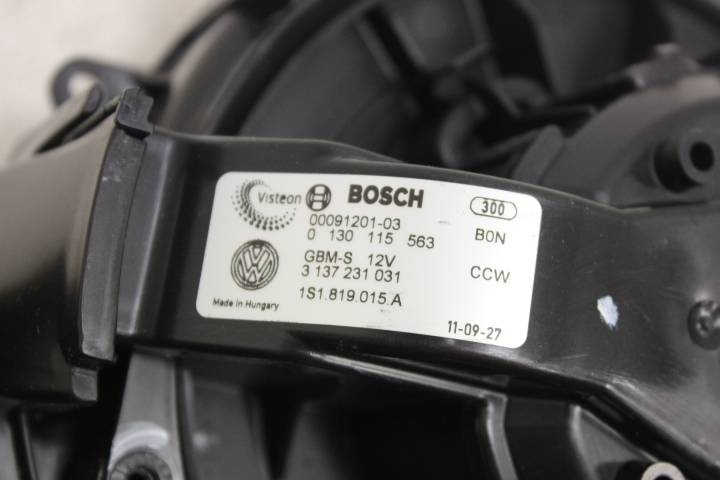 Visteon BOSCH 300
00091201-03
0 130 115 563 B0N
GBM-S 12V
3 137 231 031 CCW
1S1.819.015.A
Made in Hungary 11-09-27